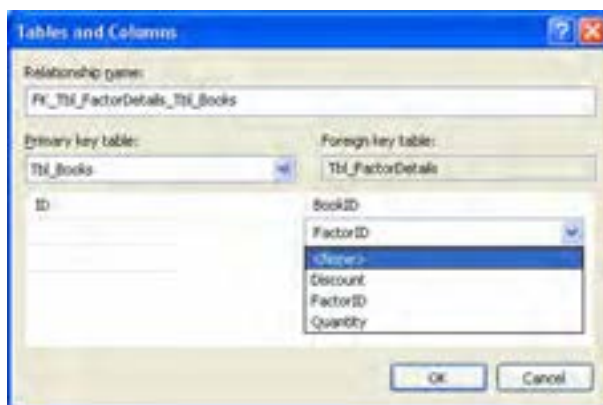 Tables and Columns
Relationship name:
FK_Tbl_FactorDetails_Tbl_Books
Primary key table:
Foreign key table:
Tbl_Books
Tbl_FactorDetails
ID
BookID
FactorID
<None>
Discount
FactorID
Quantity
OK
Cancel